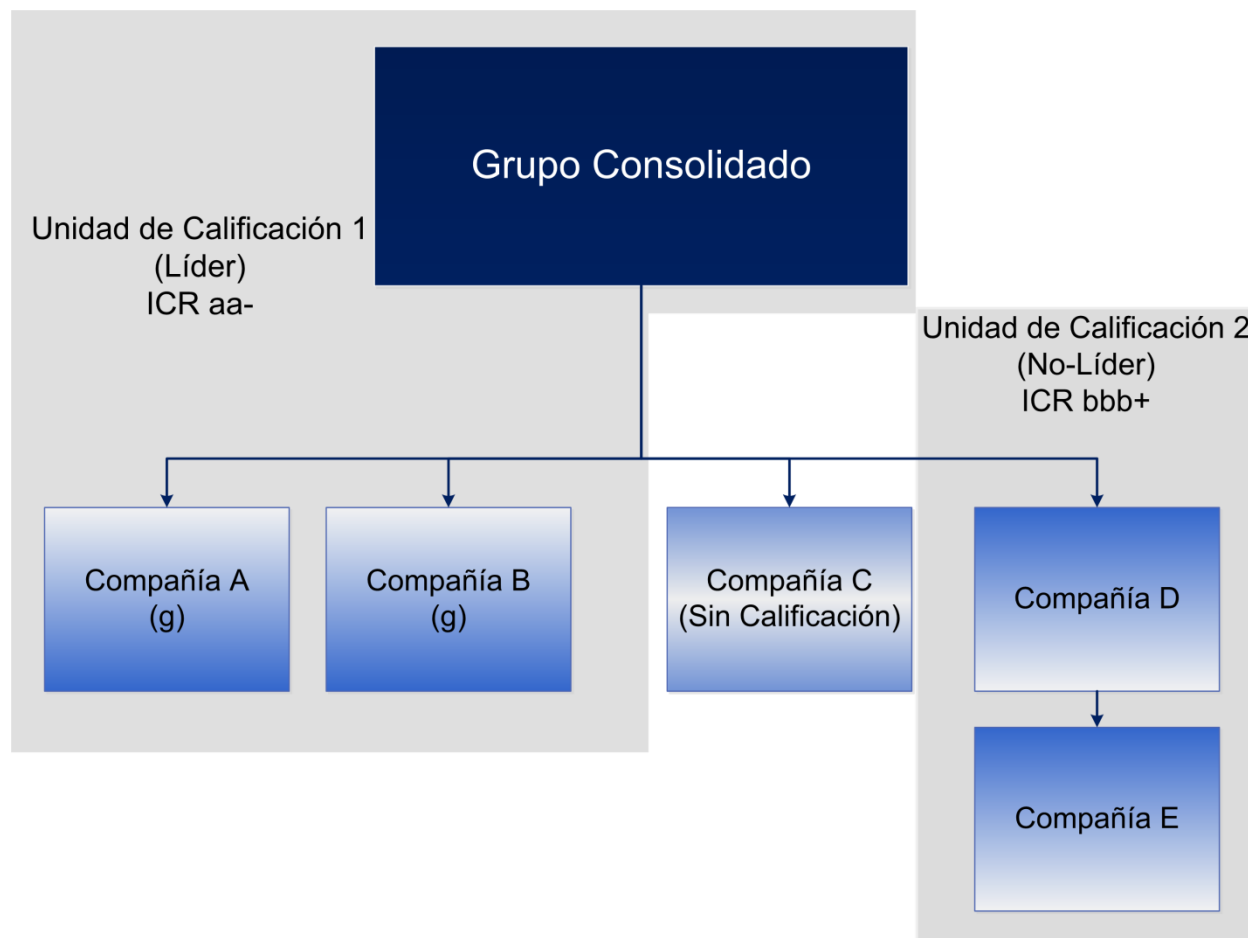 Grupo Consolidado
Unidad de Calificación 1
(Líder)
ICR aa-
Unidad de Calificación 2
(No-Líder)
ICR bbb+
Compañía A
(g)
Compañía B
(g)
Compañía C
(Sin Calificación)
Compañía D
Compañía E